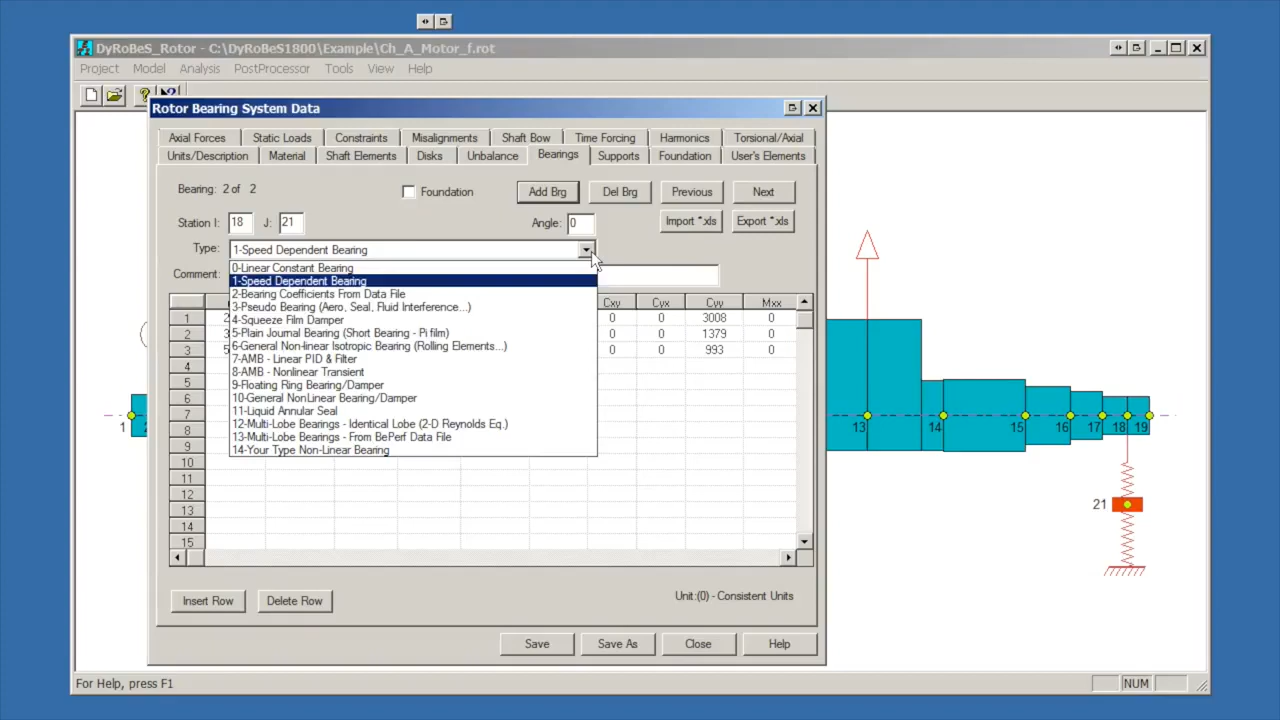 DyRoBeS_Rotor - C:\DyRoBeS1800\Example\Ch_A_Motor_f.rot
Project Model Analysis PostProcessor Tools View Help
Rotor Bearing System Data
Axial Forces Static Loads Constraints Misalignments Shaft Bow Time Forcing Harmonics Torsional/Axial
Units/Description Material Shaft Elements Disks Unbalance Bearings Supports Foundation User's Elements
Bearing: 2 of 2 Foundation Add Brg Del Brg Previous Next
Station I: 18 J: 21 Angle: 0 Import *.xls Export *.xls
Type: 1-Speed Dependent Bearing
Comment:
0-Linear Constant Bearing
1-Speed Dependent Bearing
2-Bearing Coefficients From Data File
3-Pseudo Bearing (Aero, Seal, Fluid Interference...)
4-Squeeze Film Damper
5-Plain Journal Bearing (Short Bearing - Pi film)
6-General Non-linear Isotropic Bearing (Rolling Elements...)
7-AMB - Linear PID & Filter
8-AMB - Nonlinear Transient
9-Floating Ring Bearing/Damper
10-General NonLinear Bearing/Damper
11-Liquid Annular Seal
12-Multi-Lobe Bearings - Identical Lobe (2-D Reynolds Eq.)
13-Multi-Lobe Bearings - From BePerf Data File
14-Your Type Non-Linear Bearing
Cxy Cyx Cyy Mxx
1 0 0 3008 0
2 0 0 1379 0
3 0 0 993 0
4
5
6
7
8
9
10
11
12
13
14
15
Insert Row Delete Row Unit:(0) - Consistent Units
Save Save As Close Help
1 13 14 15 16 17 18 19
21
For Help, press F1 NUM